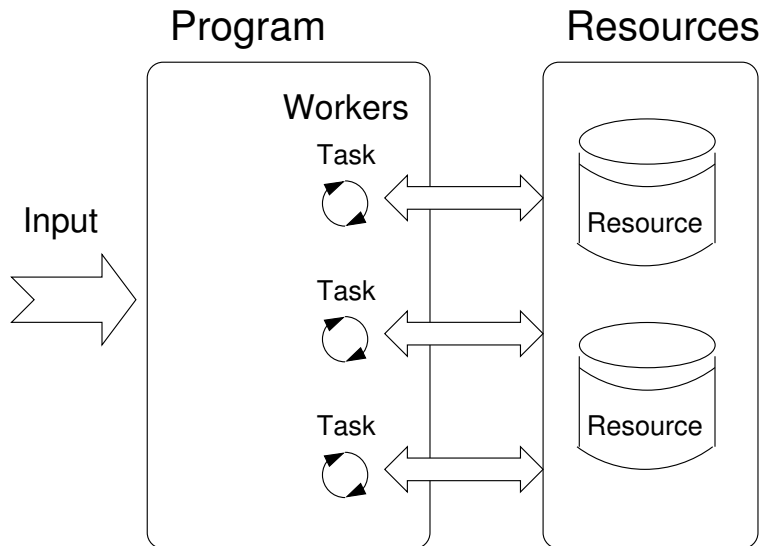 Program
Resources
Workers
Task
Input
Resource
Task
Task
Resource